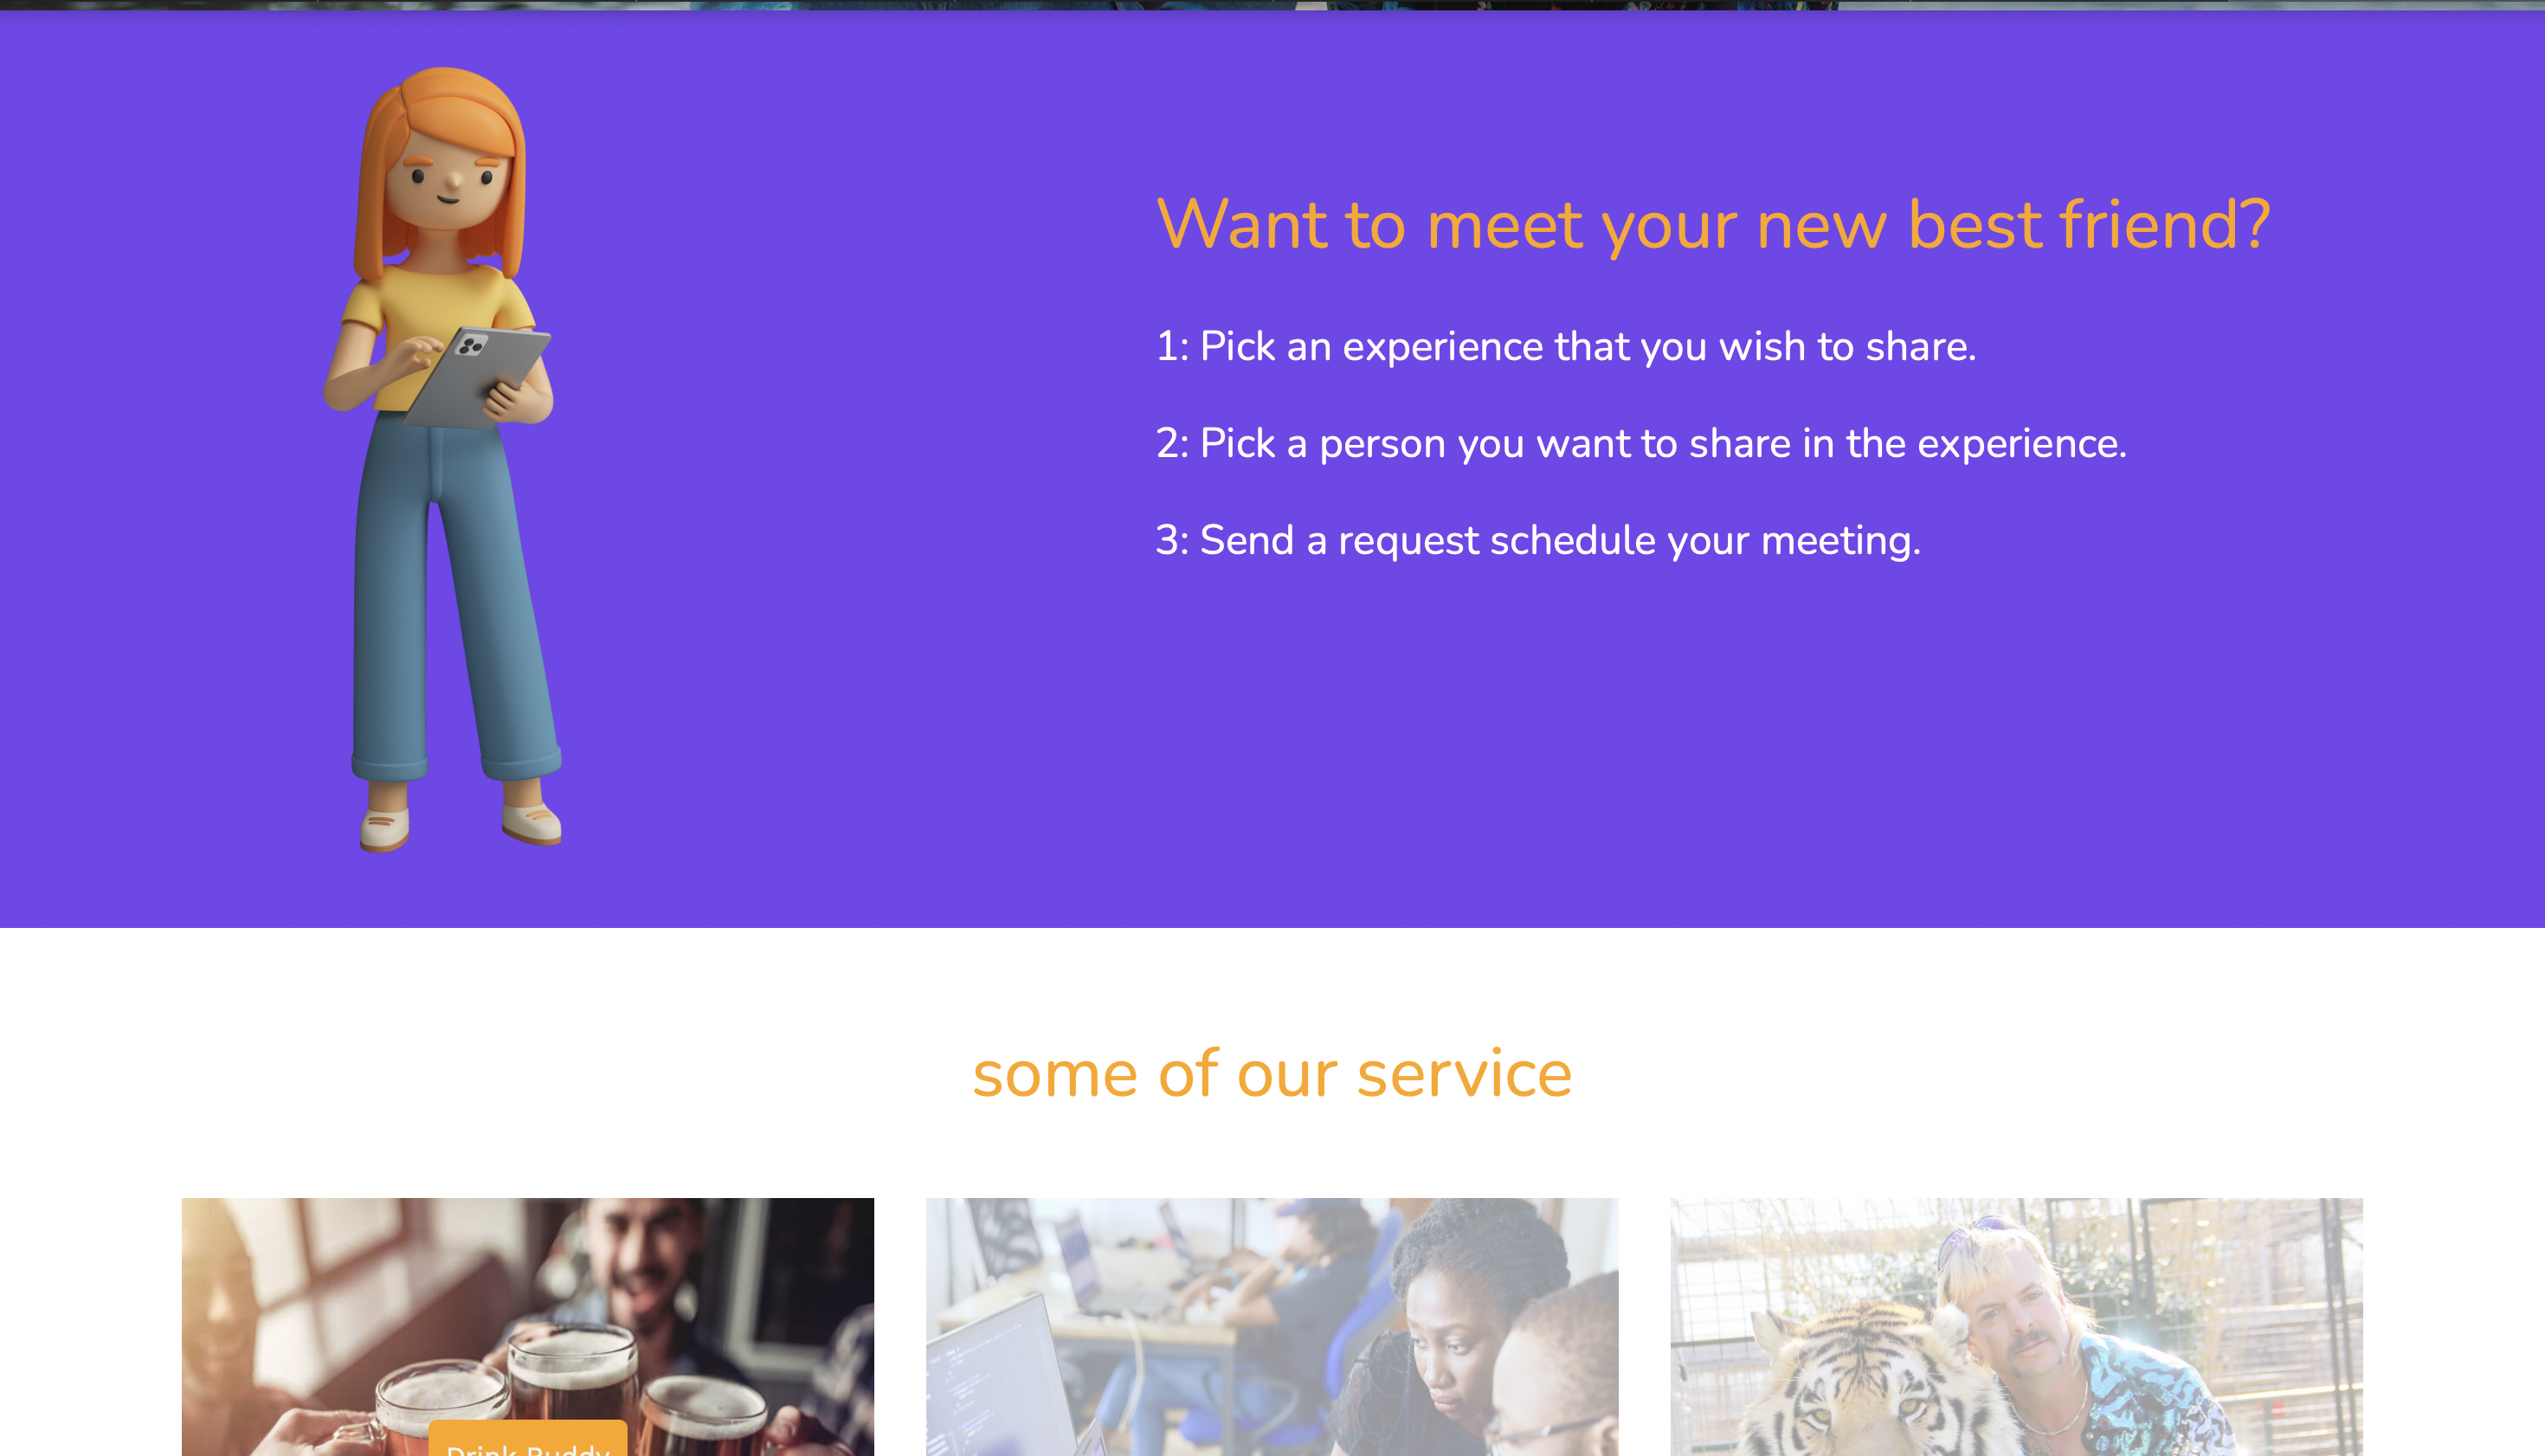 Want to meet your new best friend?
1: Pick an experience that you wish to share.
2: Pick a person you want to share in the experience.
3: Send a request schedule your meeting.
some of our service
Drink Buddy